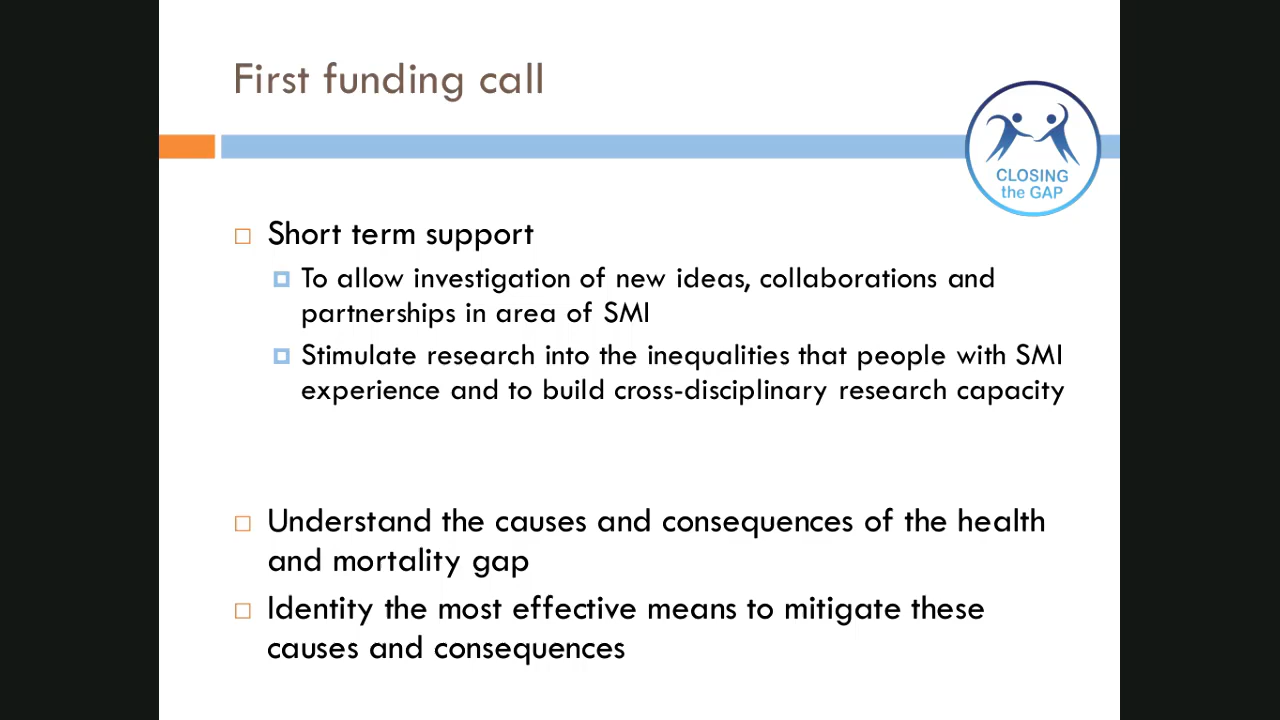 First funding call
CLOSING
the GAP
Short term support
To allow investigation of new ideas, collaborations and
partnerships in area of SMI
Stimulate research into the inequalities that people with SMI
experience and to build cross-disciplinary research capacity
Understand the causes and consequences of the health
and mortality gap
Identity the most effective means to mitigate these
causes and consequences